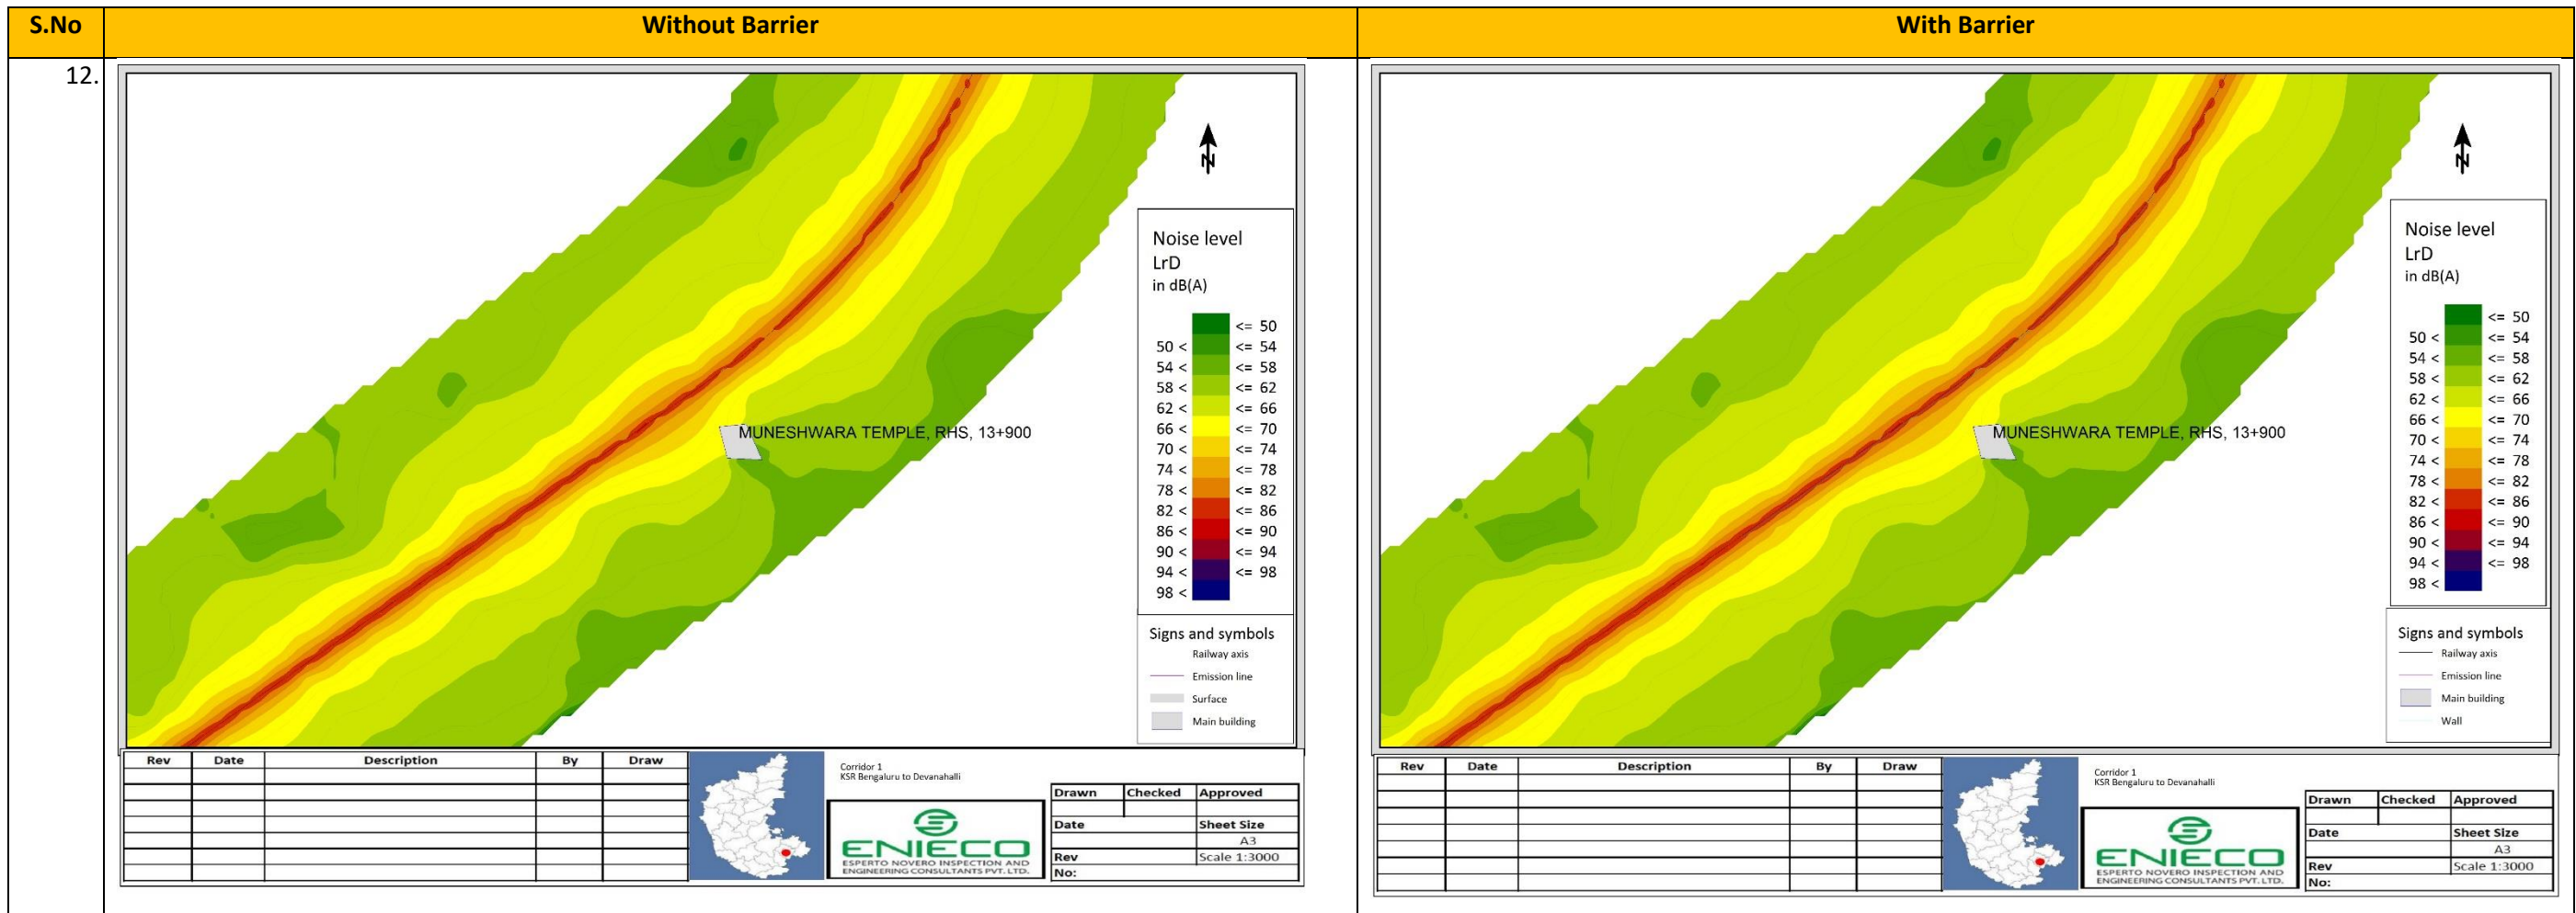 S.No Without Barrier With Barrier
12.
MUNESHWARA TEMPLE, RHS, 13+900
N
Noise level
LrD
in dB(A)
<= 50
50 < <= 54
54 < <= 58
58 < <= 62
62 < <= 66
66 < <= 70
70 < <= 74
74 < <= 78
78 < <= 82
82 < <= 86
86 < <= 90
90 < <= 94
94 < <= 98
98 <
Signs and symbols
Railway axis
Emission line
Surface
Main building
Rev Date Description By Draw
Corridor 1
KSR Bengaluru to Devanahalli
ENIECO
ESPERTO NOVERO INSPECTION AND
ENGINEERING CONSULTANTS PVT. LTD.
Drawn Checked Approved
Date Sheet Size
A3
Rev Scale 1:3000
No:
MUNESHWARA TEMPLE, RHS, 13+900
N
Noise level
LrD
in dB(A)
<= 50
50 < <= 54
54 < <= 58
58 < <= 62
62 < <= 66
66 < <= 70
70 < <= 74
74 < <= 78
78 < <= 82
82 < <= 86
86 < <= 90
90 < <= 94
94 < <= 98
98 <
Signs and symbols
Railway axis
Emission line
Main building
Wall
Rev Date Description By Draw
Corridor 1
KSR Bengaluru to Devanahalli
ENIECO
ESPERTO NOVERO INSPECTION AND
ENGINEERING CONSULTANTS PVT. LTD.
Drawn Checked Approved
Date Sheet Size
A3
Rev Scale 1:3000
No: